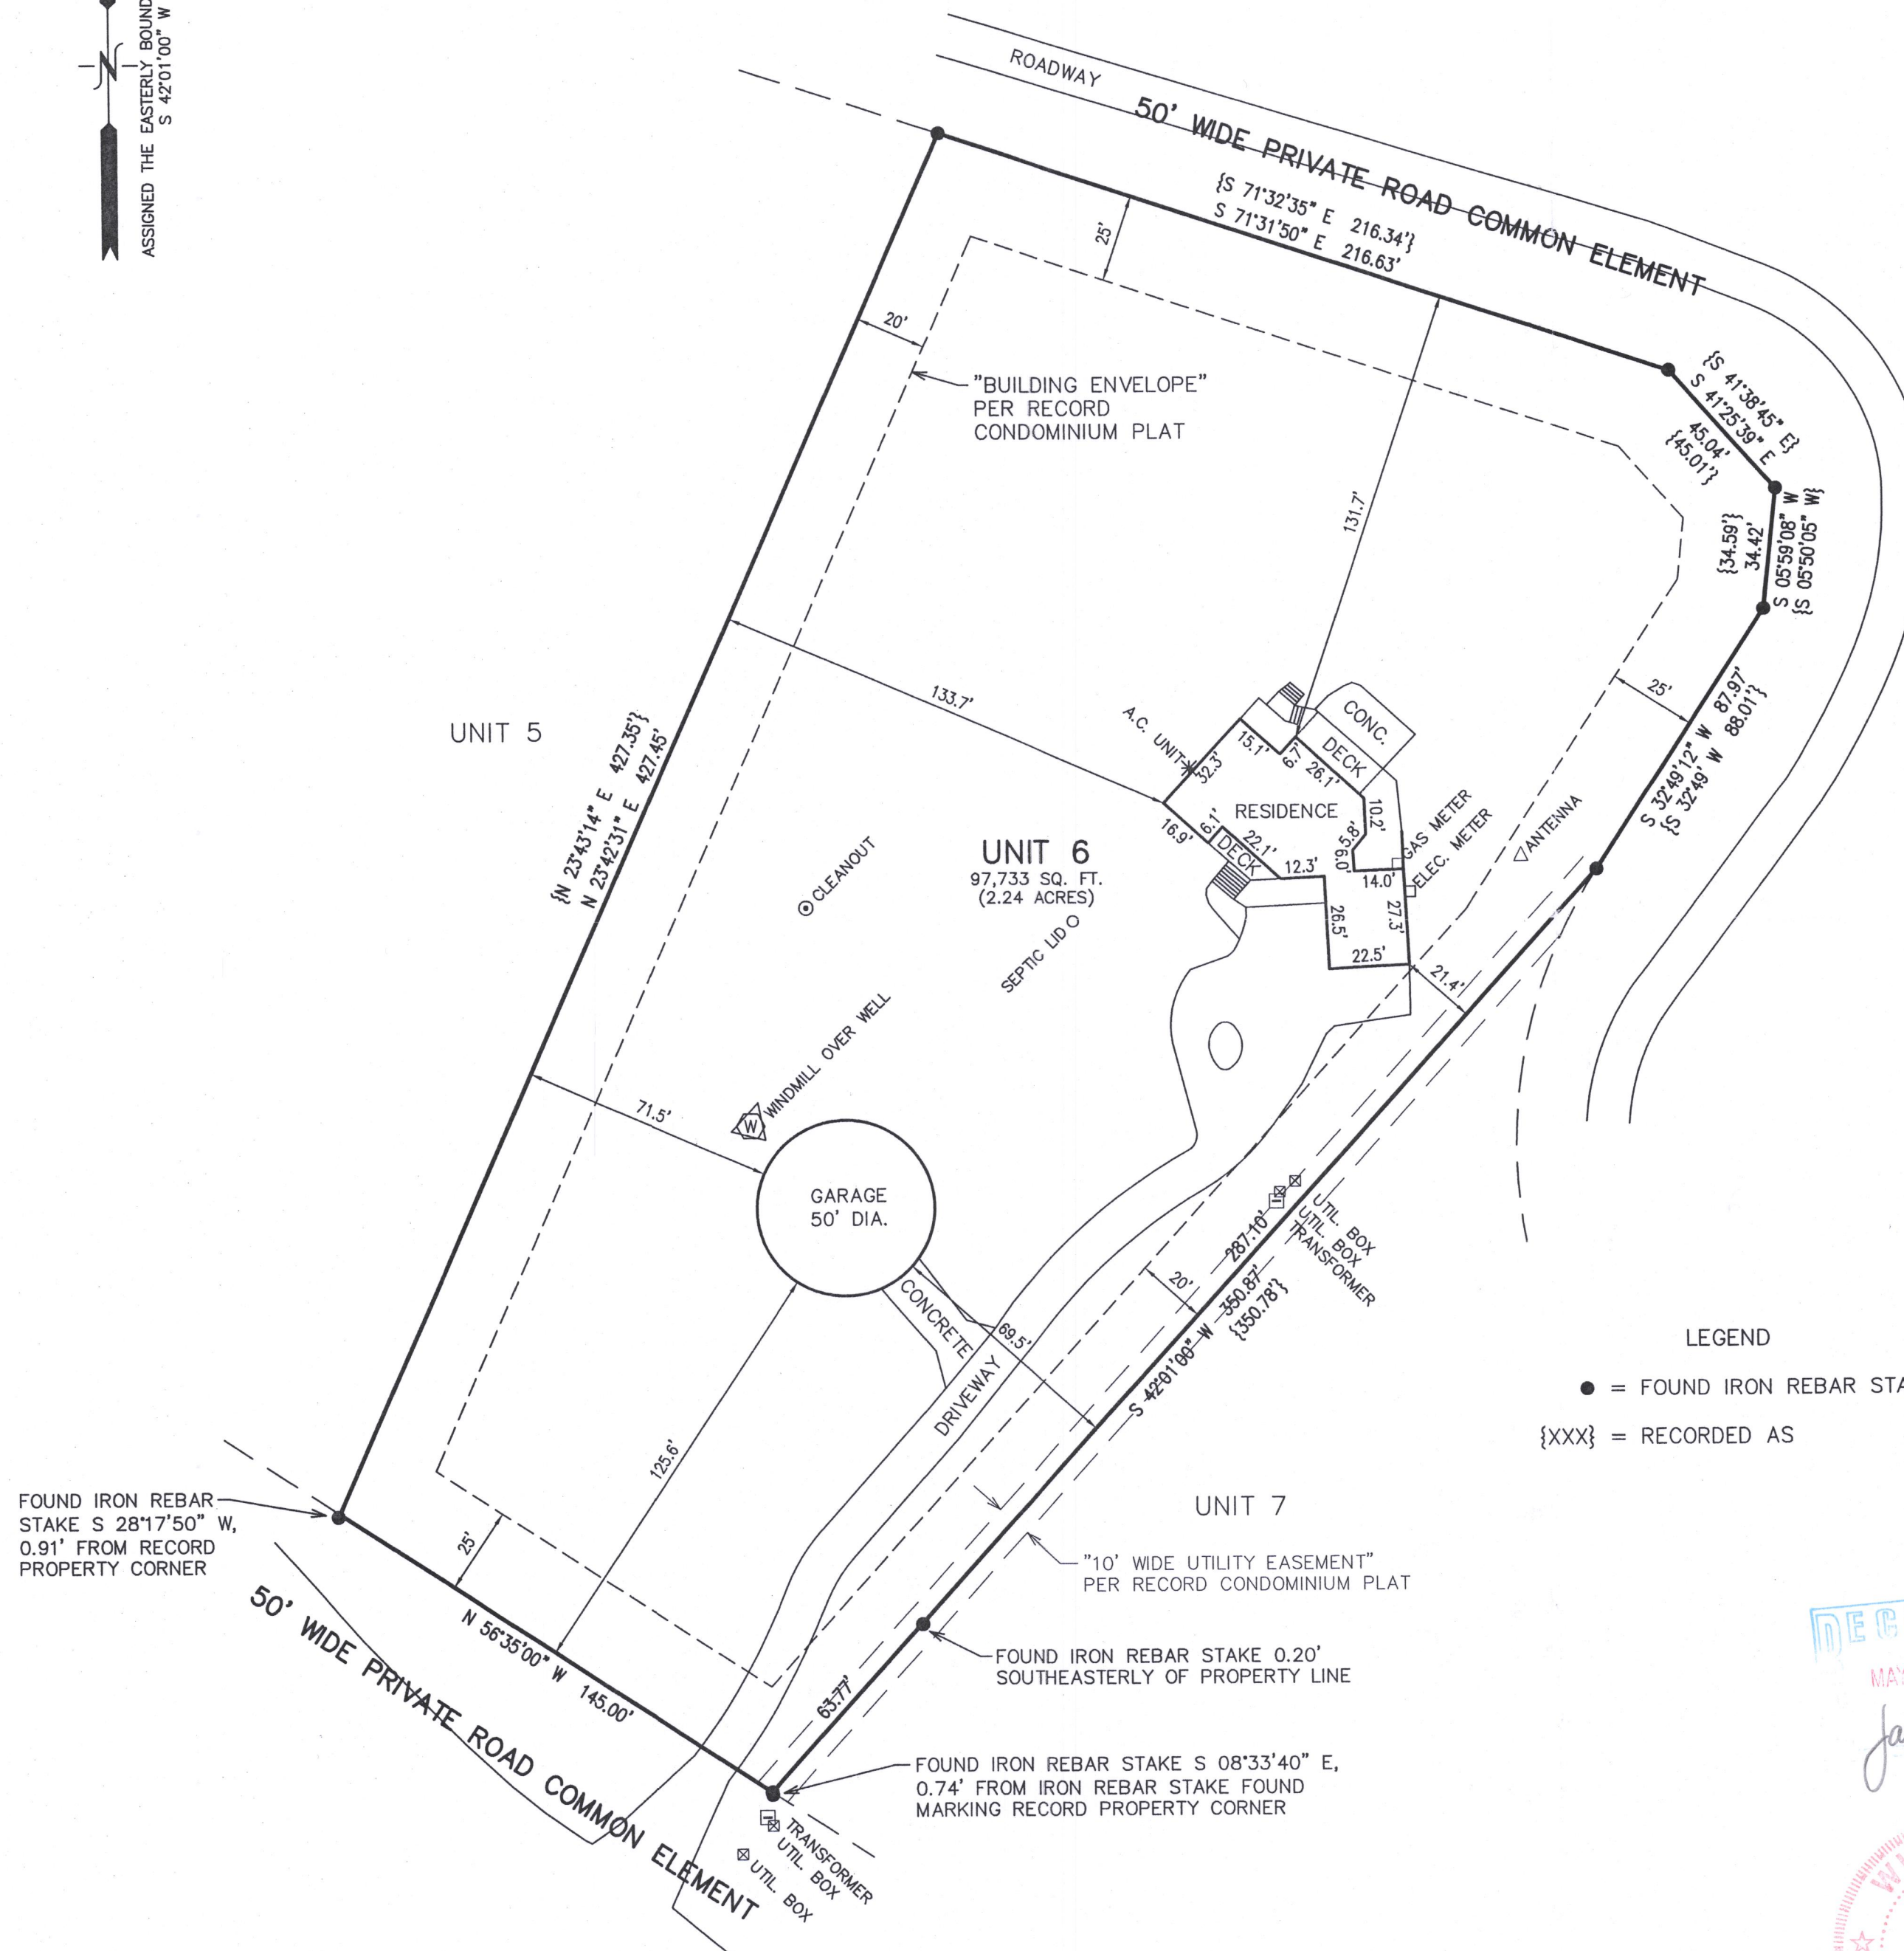 N
ASSIGNED THE EASTERLY BOUND
S 42°01'00" W
ROADWAY
50' WIDE PRIVATE ROAD COMMON ELEMENT
{S 71°32'35" E 216.34'}
S 71°31'50" E 216.63'
25'
20'
"BUILDING ENVELOPE"
PER RECORD
CONDOMINIUM PLAT
{S 41°38'45" E}
S 41°25'39" E
45.04'
{45.01'}
{34.59'}
34.42'
S 05°59'08" W
{S 05°50'05" W}
131.7'
133.7'
25'
S 32°49'12" W 87.97'
{S 32°49' W 88.01'}
UNIT 5
{N 23°43'14" E 427.35'}
N 23°42'31" E 427.45'
A.C. UNIT
32.3'
15.1'
6.7'
26.1'
CONC.
DECK
RESIDENCE
10.2'
5.8'
6.0'
14.0'
16.9'
6.1'
22.1'
DECK
12.3'
26.5'
27.3'
22.5'
GAS METER
ELEC. METER
ANTENNA
21.4'
UNIT 6
97,733 SQ. FT.
(2.24 ACRES)
CLEANOUT
SEPTIC LID
WINDMILL OVER WELL
W
71.5'
GARAGE
50' DIA.
CONCRETE
69.5'
DRIVEWAY
125.6'
UTIL. BOX
UTIL. BOX
TRANSFORMER
287.10'
20'
S 42°01'00" W 350.87'
{350.78'}
LEGEND
= FOUND IRON REBAR STA
{XXX} = RECORDED AS
UNIT 7
"10' WIDE UTILITY EASEMENT"
PER RECORD CONDOMINIUM PLAT
FOUND IRON REBAR
STAKE S 28°17'50" W,
0.91' FROM RECORD
PROPERTY CORNER
25'
N 56°35'00" W 145.00'
50' WIDE PRIVATE ROAD COMMON ELEMENT
63.77'
FOUND IRON REBAR STAKE 0.20'
SOUTHEASTERLY OF PROPERTY LINE
FOUND IRON REBAR STAKE S 08°33'40" E,
0.74' FROM IRON REBAR STAKE FOUND
MARKING RECORD PROPERTY CORNER
TRANSFORMER
UTIL. BOX
UTIL. BOX
DEC
MAY
Ja